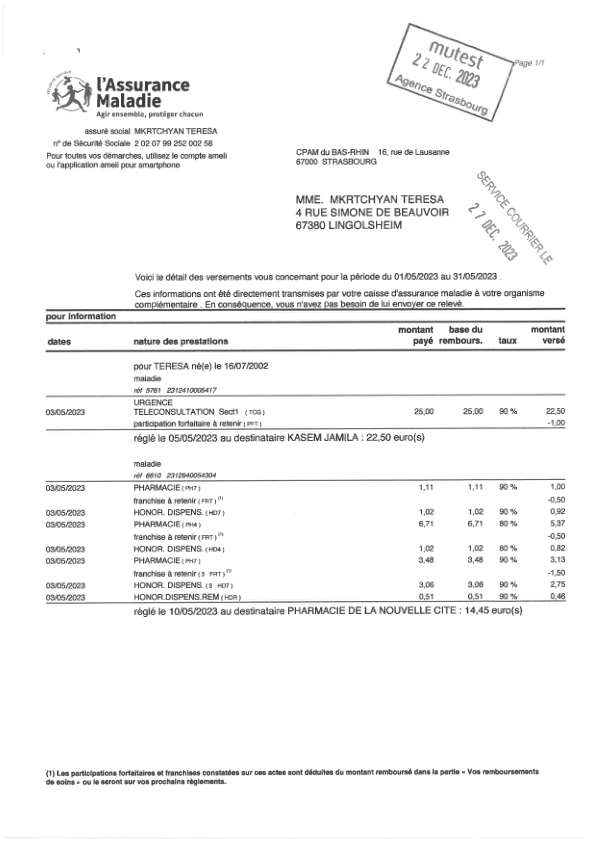 mutest
22 DEC. 2023
Agence Strasbourg
Page 1/1
SÉCURITÉ SOCIALE
l'Assurance
Maladie
Agir ensemble, protéger chacun
assuré social MKRTCHYAN TERESA
n° de Sécurité Sociale 2 02 07 99 252 002 58
Pour toutes vos démarches, utilisez le compte ameli
ou l'application ameli pour smartphone
CPAM du BAS-RHIN 16, rue de Lausanne
67000 STRASBOURG
MME. MKRTCHYAN TERESA
4 RUE SIMONE DE BEAUVOIR
67380 LINGOLSHEIM
SERVICE COURRIER LE
27 DEC. 2023
Voici le détail des versements vous concernant pour la période du 01/05/2023 au 31/05/2023 .
Ces informations ont été directement transmises par votre caisse d'assurance maladie à votre organisme
complémentaire . En conséquence, vous n'avez pas besoin de lui envoyer ce relevé.
pour information
dates nature des prestations montant payé base du rembours. taux montant versé
pour TERESA né(e) le 16/07/2002
maladie
réf 5761 2312410005417
URGENCE
03/05/2023 TELECONSULTATION Sect1 (TCG) 25,00 25,00 90 % 22,50
participation forfaitaire à retenir (PFT) -1,00
réglé le 05/05/2023 au destinataire KASEM JAMILA : 22,50 euro(s)
maladie
réf 6610 2312940054304
03/05/2023 PHARMACIE (PH7) 1,11 1,11 90 % 1,00
franchise à retenir (FRT) (1) -0,50
03/05/2023 HONOR. DISPENS. (HD7) 1,02 1,02 90 % 0,92
03/05/2023 PHARMACIE (PH4) 6,71 6,71 80 % 5,37
franchise à retenir (FRT) (1) -0,50
03/05/2023 HONOR. DISPENS. (HD4) 1,02 1,02 80 % 0,82
03/05/2023 PHARMACIE (PH7) 3,48 3,48 90 % 3,13
franchise à retenir (3 FRT) (1) -1,50
03/05/2023 HONOR. DISPENS. (3 HD7) 3,06 3,06 90 % 2,75
03/05/2023 HONOR.DISPENS.REM (HDR) 0,51 0,51 90 % 0,46
réglé le 10/05/2023 au destinataire PHARMACIE DE LA NOUVELLE CITE : 14,45 euro(s)
(1) Les participations forfaitaires et franchises constatées sur ces actes sont déduites du montant remboursé dans la partie « Vos remboursements
de soins » ou le seront sur vos prochains règlements.